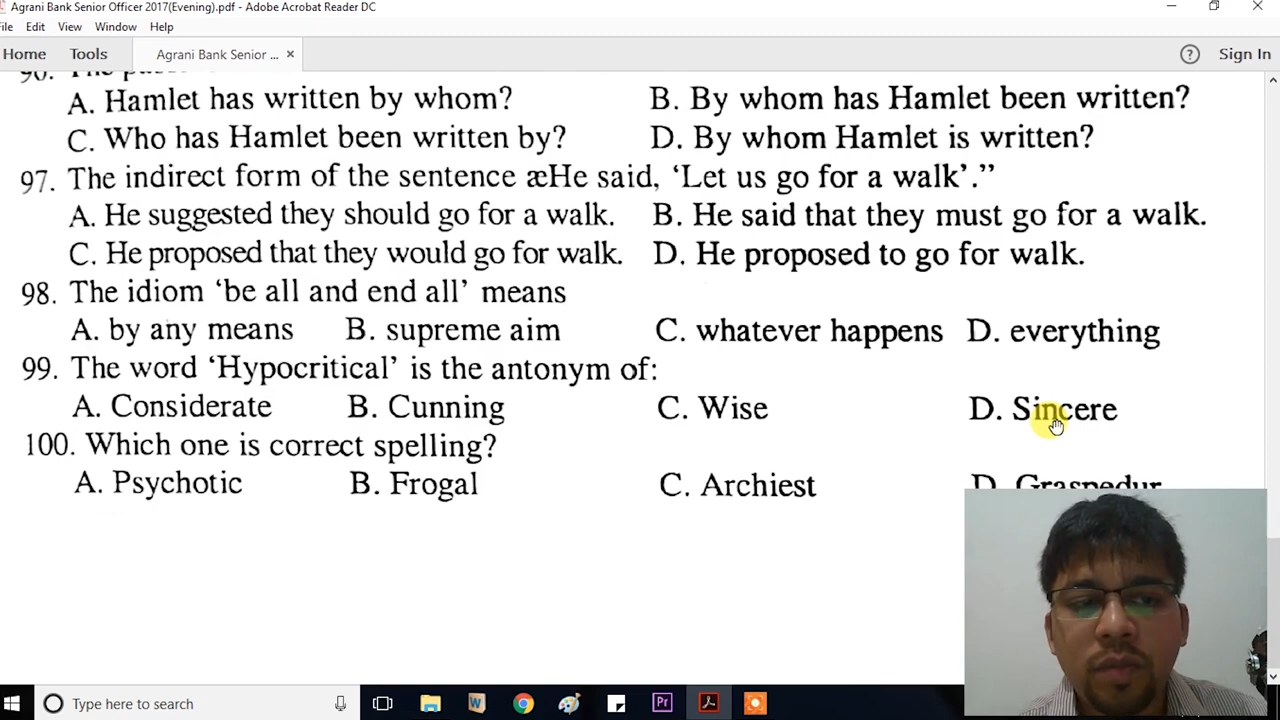 Agrani Bank Senior Officer 2017(Evening).pdf - Adobe Acrobat Reader DC
File Edit View Window Help
Home Tools Agrani Bank Senior ... × ? Sign In
96. The
A. Hamlet has written by whom? B. By whom has Hamlet been written?
C. Who has Hamlet been written by? D. By whom Hamlet is written?
97. The indirect form of the sentence æHe said, ‘Let us go for a walk’.”
A. He suggested they should go for a walk. B. He said that they must go for a walk.
C. He proposed that they would go for walk. D. He proposed to go for walk.
98. The idiom ‘be all and end all’ means
A. by any means B. supreme aim C. whatever happens D. everything
99. The word ‘Hypocritical’ is the antonym of:
A. Considerate B. Cunning C. Wise D. Sincere
100. Which one is correct spelling?
A. Psychotic B. Frogal C. Archiest D. Graspedur
Type here to search